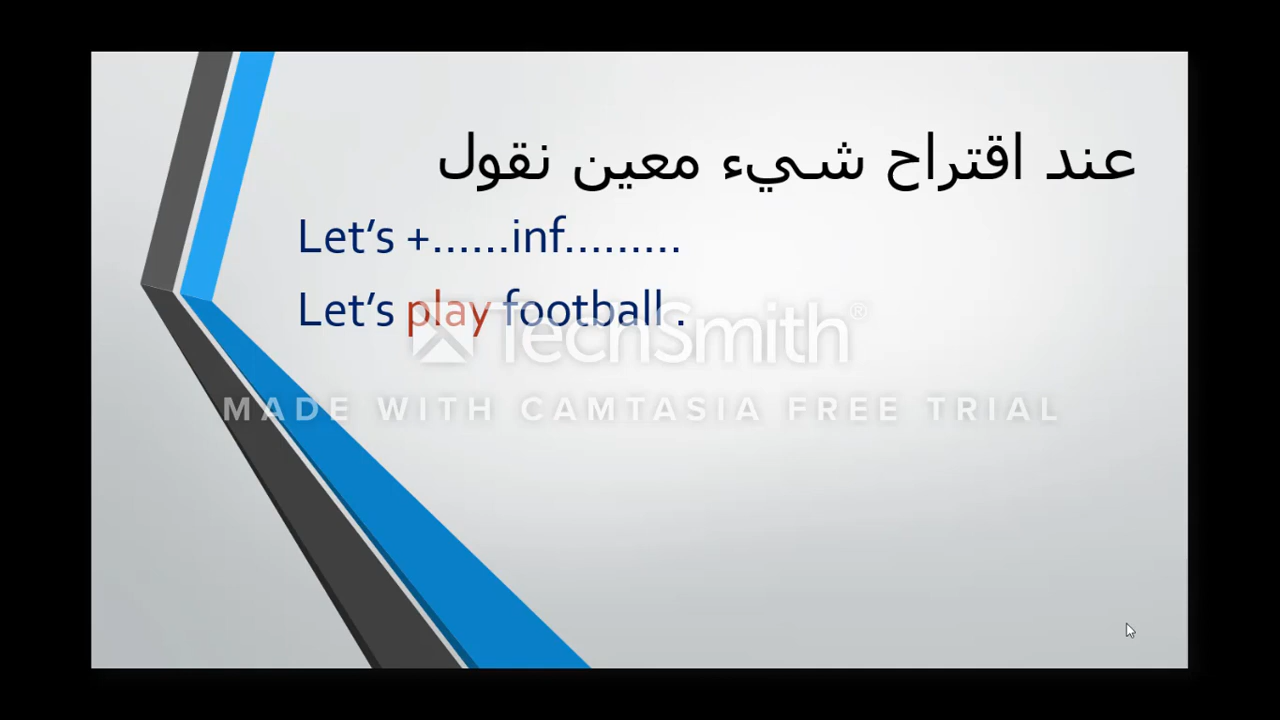 عند اقتراح شيء معين نقول
Let’s +......inf.........
Let’s play football .
TechSmith®
MADE WITH CAMTASIA FREE TRIAL